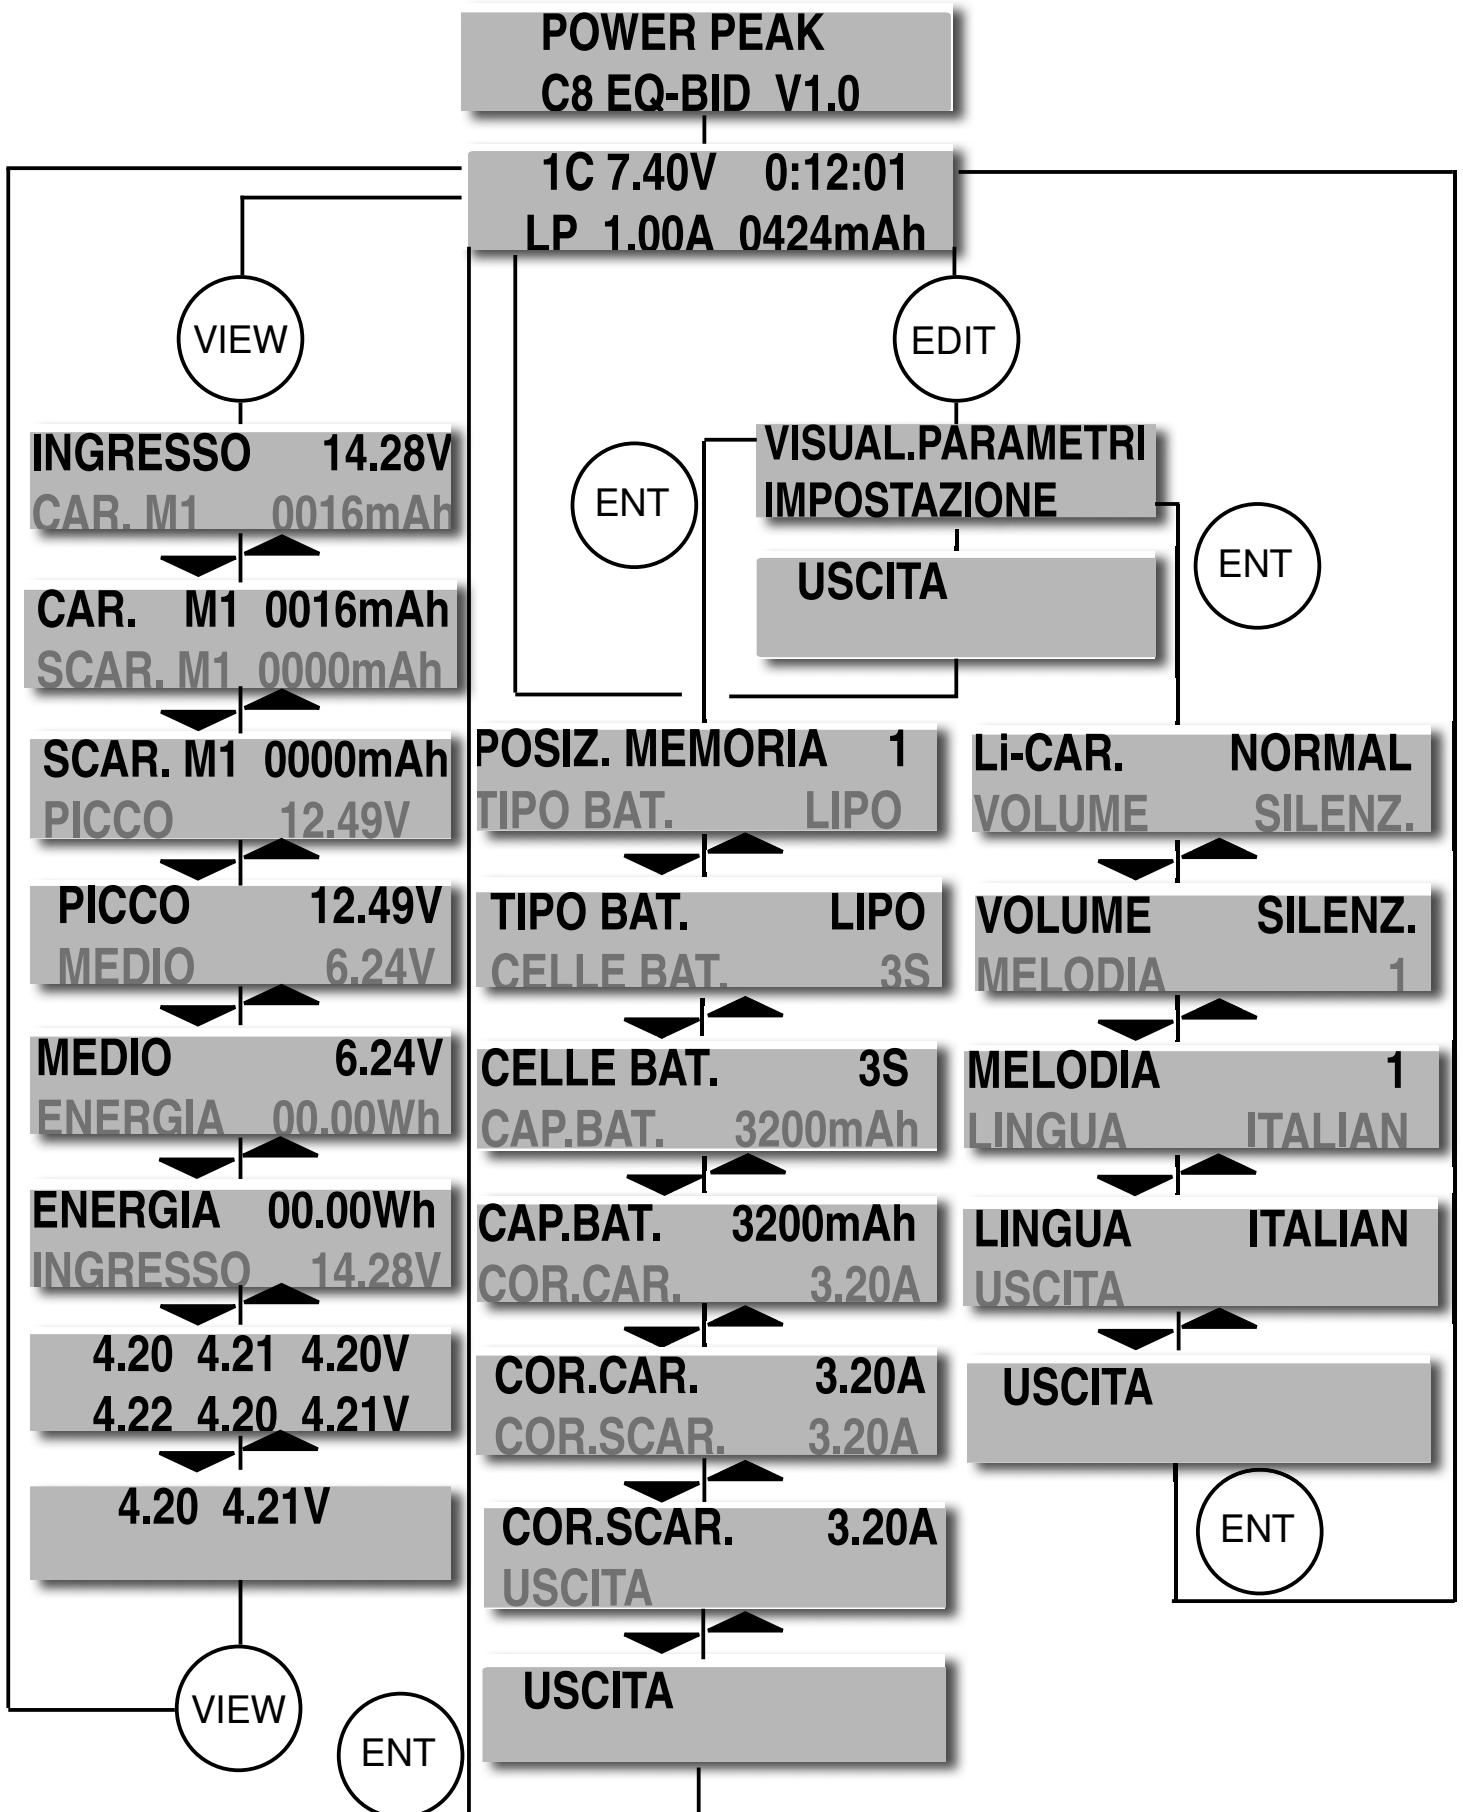 POWER PEAK
C8 EQ-BID V1.0
1C 7.40V 0:12:01
LP 1.00A 0424mAh
VIEW
EDIT
INGRESSO 14.28V
CAR. M1 0016mAh
CAR. M1 0016mAh
SCAR. M1 0000mAh
SCAR. M1 0000mAh
PICCO 12.49V
PICCO 12.49V
MEDIO 6.24V
MEDIO 6.24V
ENERGIA 00.00Wh
ENERGIA 00.00Wh
INGRESSO 14.28V
4.20 4.21 4.20V
4.22 4.20 4.21V
4.20 4.21V
VIEW
ENT
VISUAL.PARAMETRI
IMPOSTAZIONE
USCITA
ENT
POSIZ. MEMORIA 1
TIPO BAT. LIPO
TIPO BAT. LIPO
CELLE BAT. 3S
CELLE BAT. 3S
CAP.BAT. 3200mAh
CAP.BAT. 3200mAh
COR.CAR. 3.20A
COR.CAR. 3.20A
COR.SCAR. 3.20A
COR.SCAR. 3.20A
USCITA
USCITA
ENT
Li-CAR. NORMAL
VOLUME SILENZ.
VOLUME SILENZ.
MELODIA 1
MELODIA 1
LINGUA ITALIAN
LINGUA ITALIAN
USCITA
USCITA
ENT